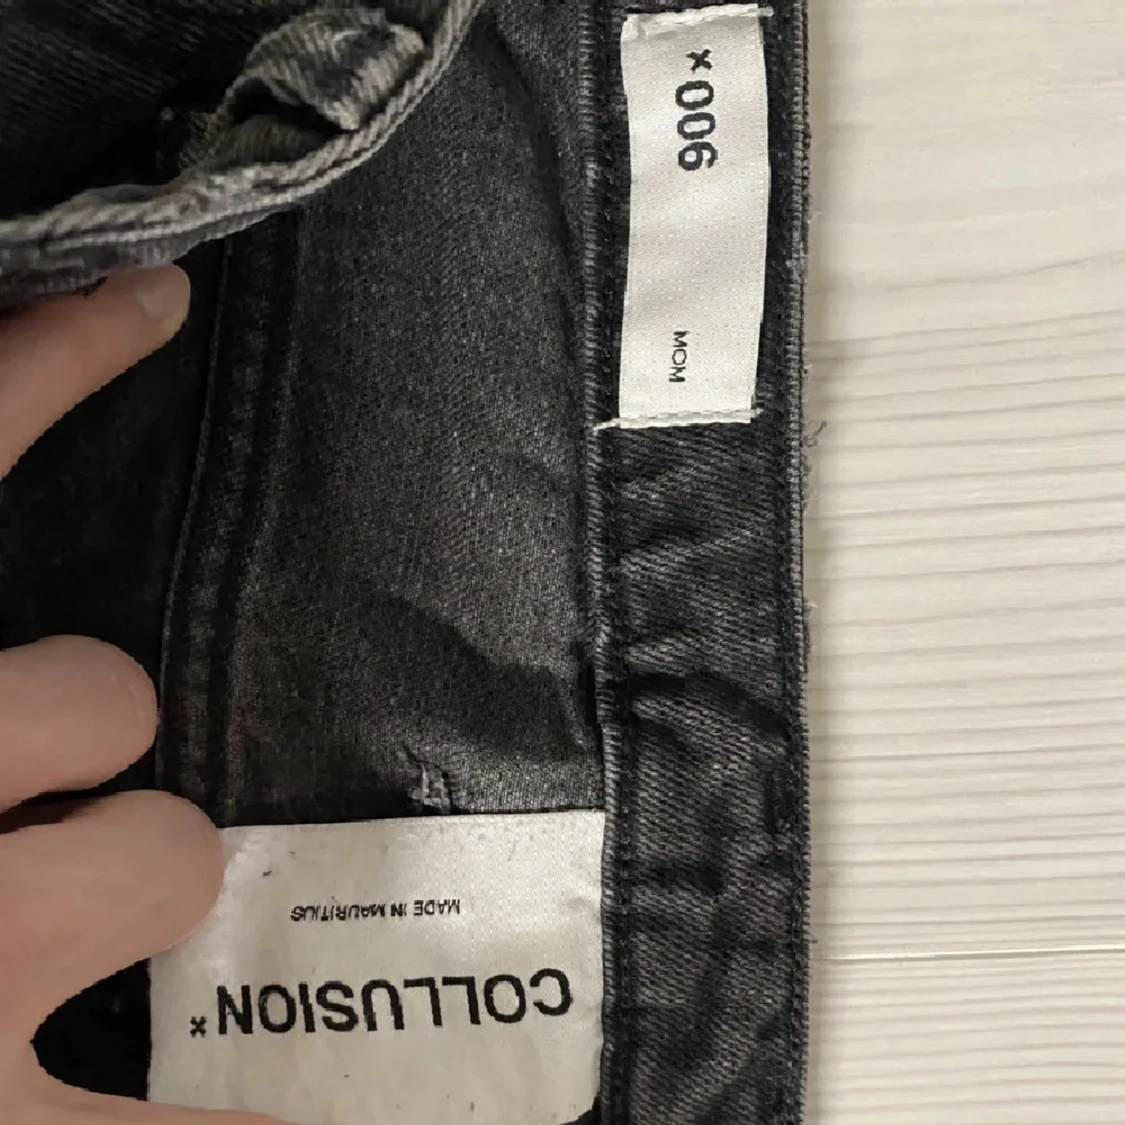 x006
MOM
COLLUSION x
MADE IN MAURITIUS